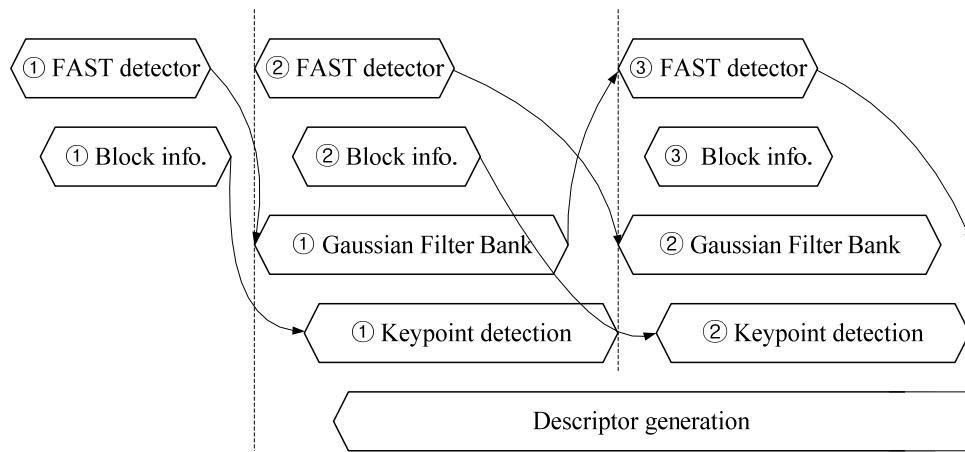 ① FAST detector
② FAST detector
③ FAST detector
① Block info.
② Block info.
③ Block info.
① Gaussian Filter Bank
② Gaussian Filter Bank
① Keypoint detection
② Keypoint detection
Descriptor generation